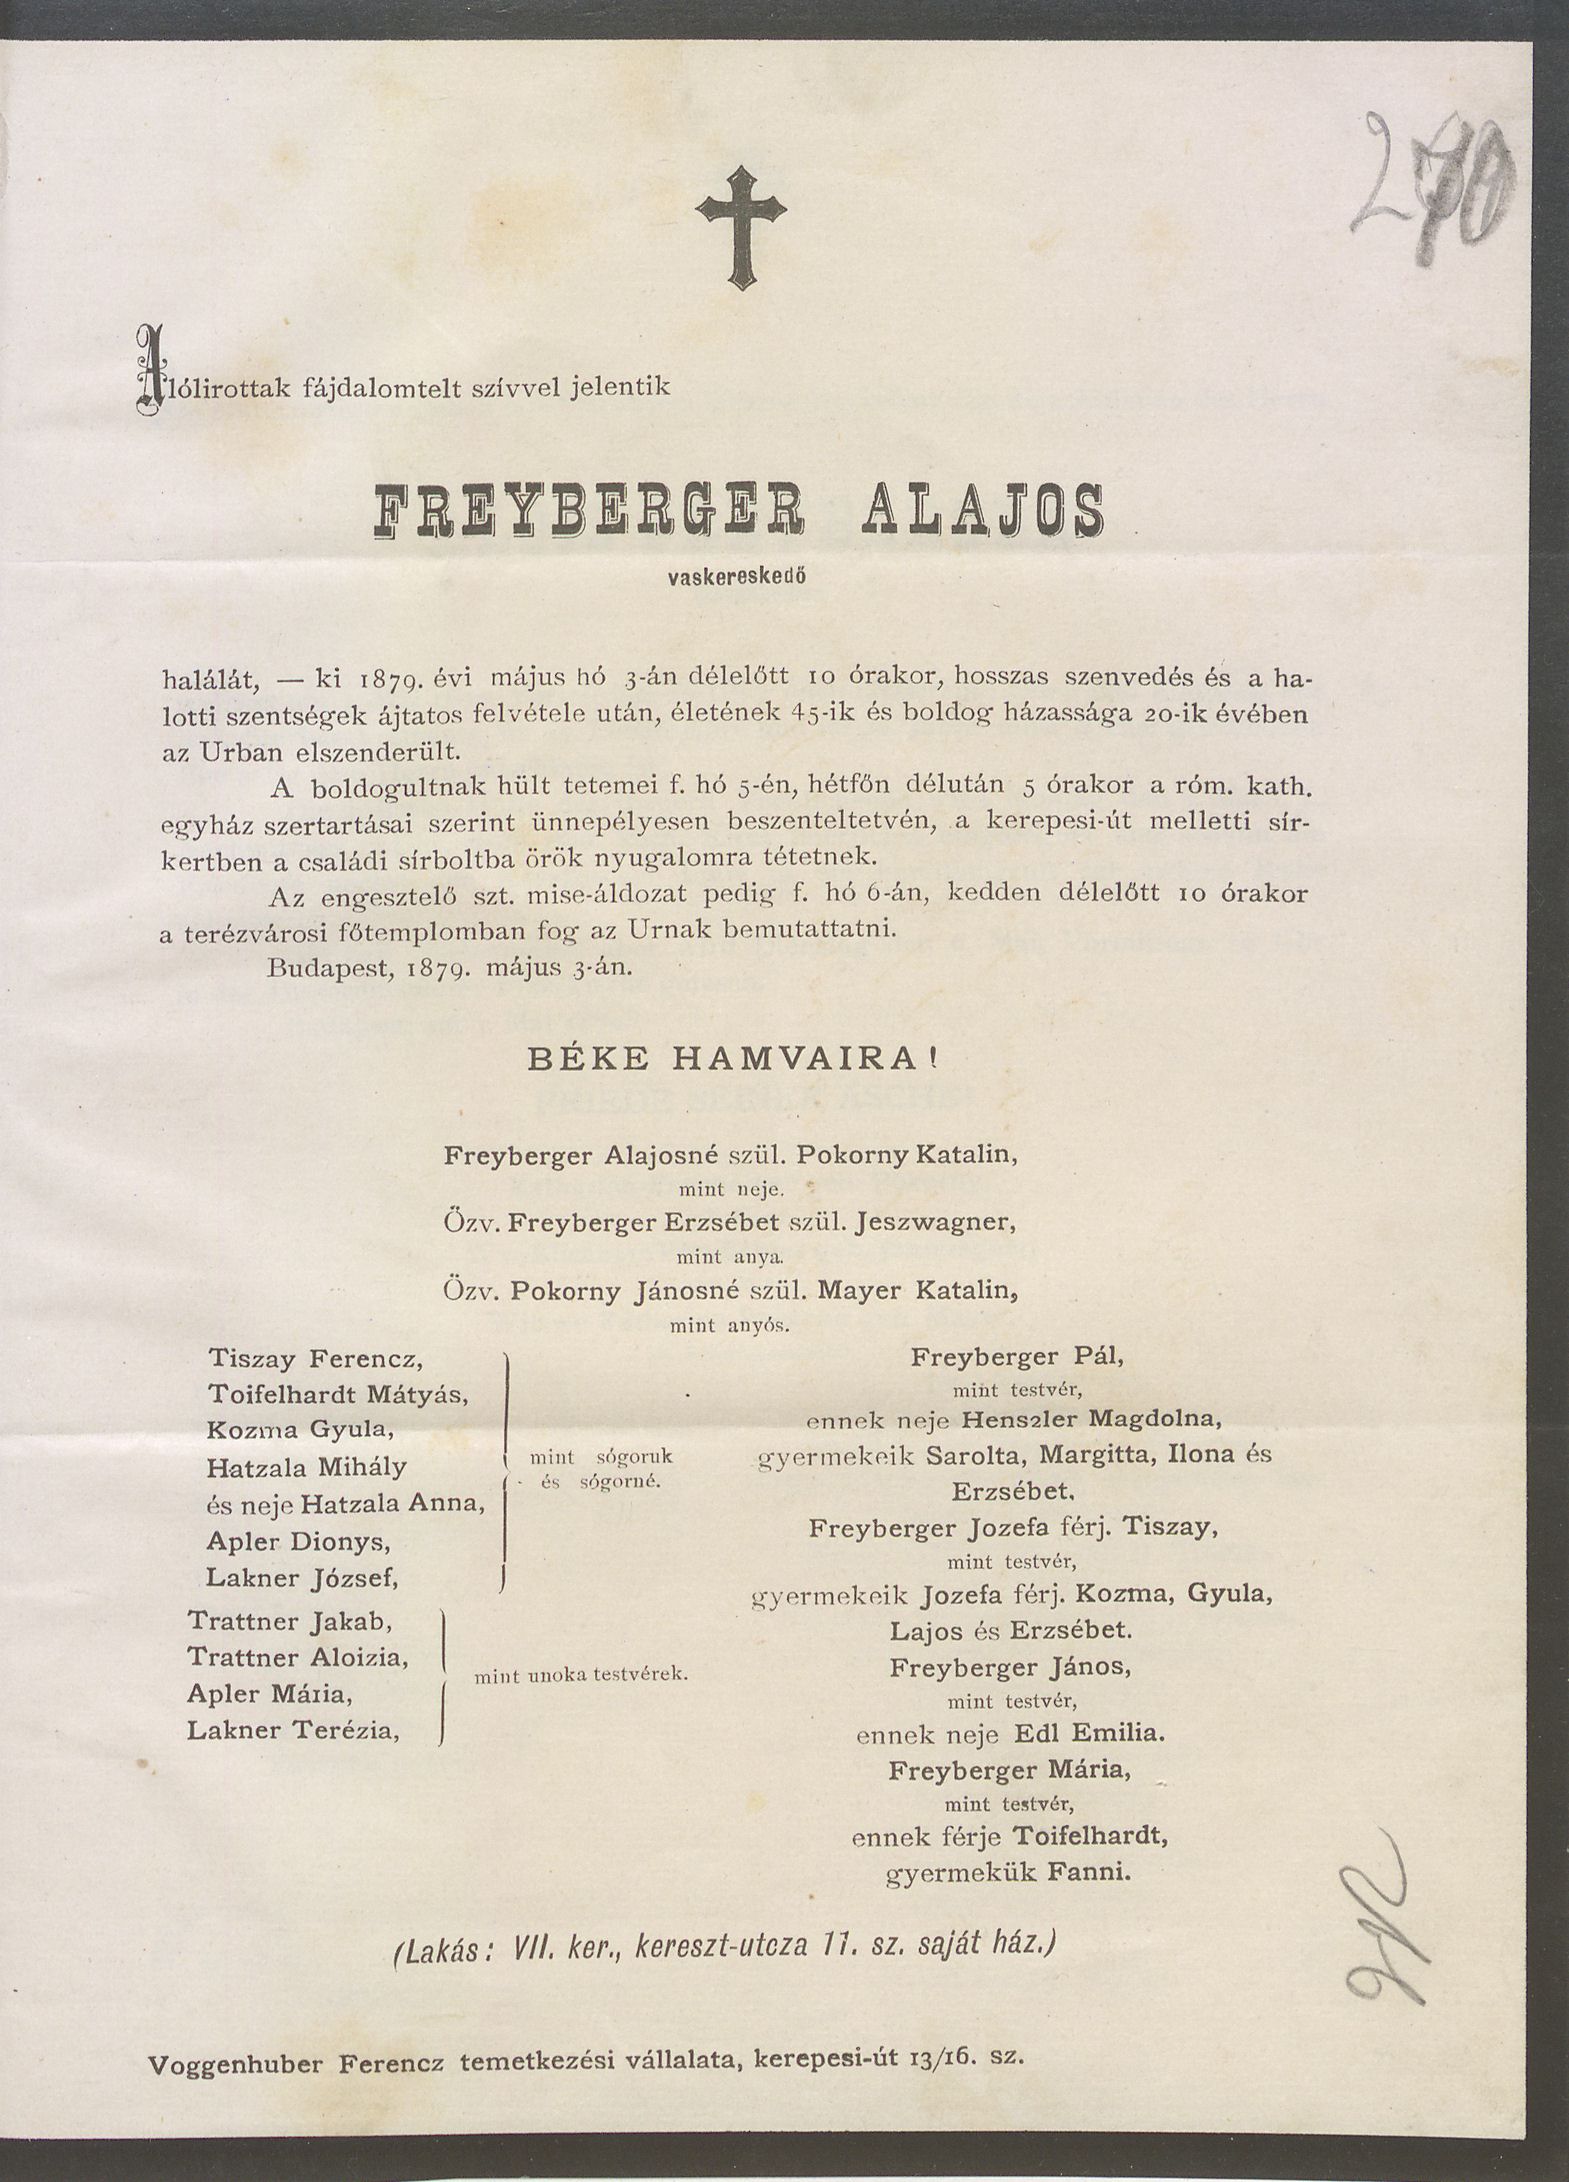 Alólirottak fájdalomtelt szívvel jelentik
FREYBERGER ALAJOS
vaskereskedő
halálát, — ki 1879. évi május hó 3-án délelőtt 10 órakor, hosszas szenvedés és a ha-
lotti szentségek ájtatos felvétele után, életének 45-ik és boldog házassága 20-ik évében
az Urban elszenderült.
A boldogultnak hült tetemei f. hó 5-én, hétfőn délután 5 órakor a róm. kath.
egyház szertartásai szerint ünnepélyesen beszenteltetvén, a kerepesi-út melletti sír-
kertben a családi sírboltba örök nyugalomra tétetnek.
Az engesztelő szt. mise-áldozat pedig f. hó 6-án, kedden délelőtt 10 órakor
a terézvárosi főtemplomban fog az Urnak bemutattatni.
Budapest, 1879. május 3-án.
BÉKE HAMVAIRA!
Freyberger Alajosné szül. Pokorny Katalin,
mint neje.
Őzv. Freyberger Erzsébet szül. Jeszwagner,
mint anya.
Özv. Pokorny Jánosné szül. Mayer Katalin,
mint anyós.
Tiszay Ferencz,
Toifelhardt Mátyás,
Kozma Gyula,
Hatzala Mihály
és neje Hatzala Anna,
Apler Dionys,
Lakner József,
mint sógoruk
és sógorné.
Trattner Jakab,
Trattner Aloizia,
Apler Mária,
Lakner Terézia,
mint unoka testvérek.
Freyberger Pál,
mint testvér,
ennek neje Hens2ler Magdolna,
gyermekeik Sarolta, Margitta, Ilona és
Erzsébet.
Freyberger Jozefa férj. Tiszay,
mint testvér,
gyermekeik Jozefa férj. Kozma, Gyula,
Lajos és Erzsébet.
Freyberger János,
mint testvér,
ennek neje Edl Emilia.
Freyberger Mária,
mint testvér,
ennek férje Toifelhardt,
gyermekük Fanni.
(Lakás: VII. ker., kereszt-utcza 11. sz. saját ház.)
Voggenhuber Ferencz temetkezési vállalata, kerepesi-út 13/16. sz.